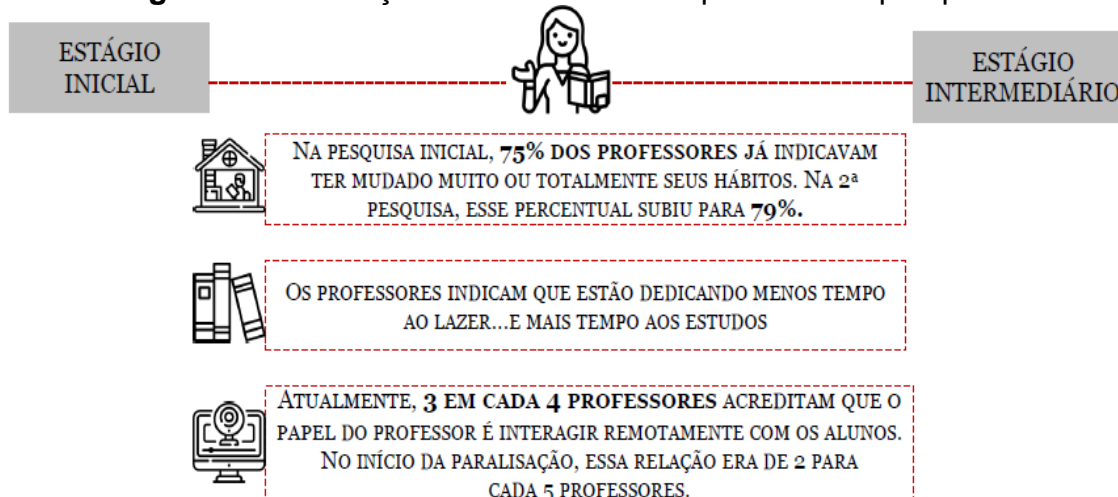 ESTÁGIO
INICIAL
ESTÁGIO
INTERMEDIÁRIO
NA PESQUISA INICIAL, 75% DOS PROFESSORES JÁ INDICAVAM
TER MUDADO MUITO OU TOTALMENTE SEUS HÁBITOS. NA 2ª
PESQUISA, ESSE PERCENTUAL SUBIU PARA 79%.
OS PROFESSORES INDICAM QUE ESTÃO DEDICANDO MENOS TEMPO
AO LAZER...E MAIS TEMPO AOS ESTUDOS
ATUALMENTE, 3 EM CADA 4 PROFESSORES ACREDITAM QUE O
PAPEL DO PROFESSOR É INTERAGIR REMOTAMENTE COM OS ALUNOS.
NO INÍCIO DA PARALISAÇÃO, ESSA RELAÇÃO ERA DE 2 PARA
CADA 5 PROFESSORES.